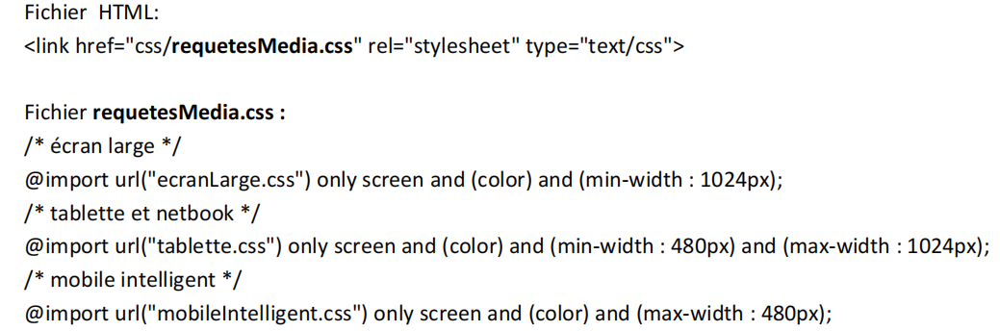 Fichier  HTML:
<link href="css/requetesMedia.css" rel="stylesheet" type="text/css">
Fichier requetesMedia.css :
/* écran large */
@import url("ecranLarge.css") only screen and (color) and (min-width : 1024px);
/* tablette et netbook */
@import url("tablette.css") only screen and (color) and (min-width : 480px) and (max-width : 1024px);
/* mobile intelligent */
@import url("mobileIntelligent.css") only screen and (color) and (max-width : 480px);